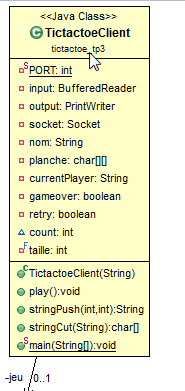 <<Java Class>>
TictactoeClient
tictactoe_tp3
PORT: int
input: BufferedReader
output: PrintWriter
socket: Socket
nom: String
planche: char[][]
currentPlayer: String
gameover: boolean
retry: boolean
count: int
taille: int
TictactoeClient(String)
play():void
stringPush(int,int):String
stringCut(String):char[]
main(String[]):void
-jeu 0..1